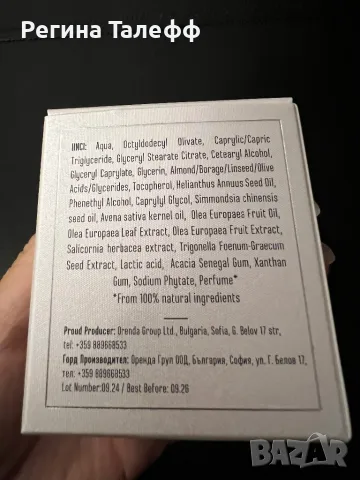 Регина Талефф
IINCI: Aqua, Octyldodecyl Olivate, Caprylic/Capric
Triglyceride, Glyceryl Stearate Citrate, Cetearyl Alcohol,
Glyceryl Caprylate, Glycerin, Almond/Borage/Linseed/Olive
Acids/Glycerides, Tocopherol, Helianthus Annuus Seed Oil,
Phenethyl Alcohol, Caprylyl Glycol, Simmondsia chinensis
seed oil, Avena sativa kernel oil, Olea Europaea Fruit Oil,
Olea Europaea Leaf Extract, Olea Europaea Fruit Extract,
Salicornia herbacea extract, Trigonella Foenum-Graecum
Seed Extract, Lactic acid, Acacia Senegal Gum, Xanthan
Gum, Sodium Phytate, Perfume*
*From 100% natural ingredients
Proud Producer: Orenda Group Ltd., Bulgaria, Sofia, G. Belov 17 str,
tel: +359 889668533
Горд Производител: Оренда Груп ООД, България, София, ул. Г. Белов 17,
тел: +359 889668533
Lot Number:09.24 / Best Before: 09.26
BAZAR
bg